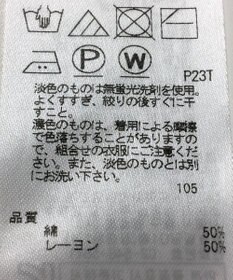 P W
P23T
淡色のものは無蛍光洗剤を使用。
よくすすぎ、絞りの後すぐに干
すこと。
濃色のものは、着用による摩擦
で色落ちすることがありますの
で、組合せの衣服にご注意くだ
さい。また、淡色のものとは別
にお洗い下さい。
105
品質
綿 50%
レーヨン 50%